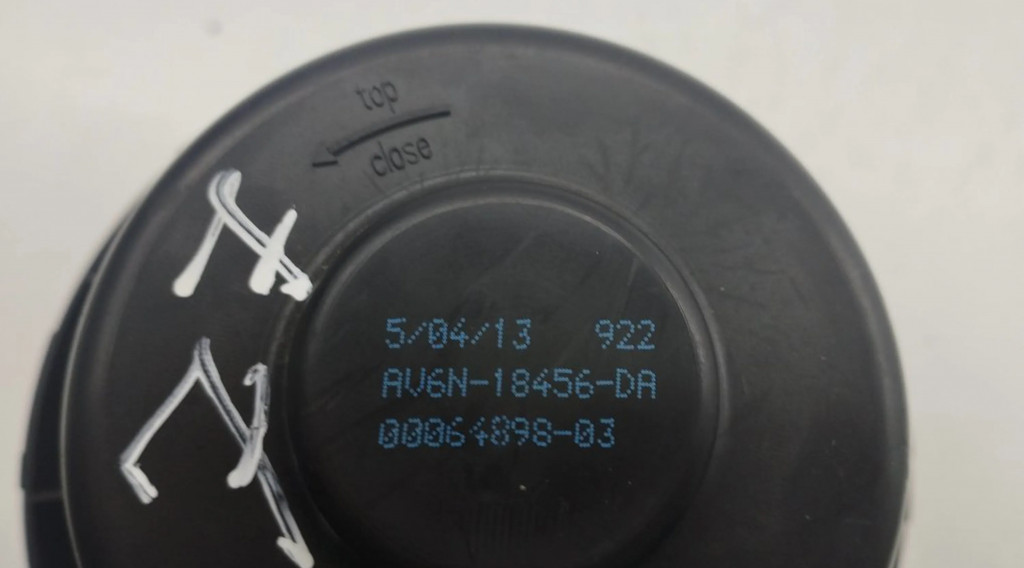 top
close
5/04/13 922
AV6N-18456-DA
00064898-03